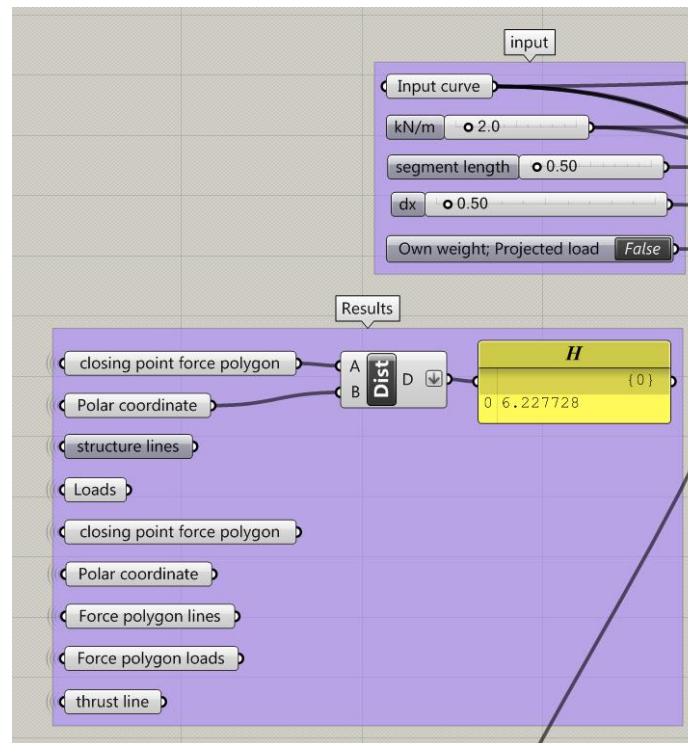 input
Input curve
kN/m 2.0
segment length 0.50
dx 0.50
Own weight; Projected load False
Results
closing point force polygon
A
Dist
D
H
{0}
0 6.227728
Polar coordinate
B
structure lines
Loads
closing point force polygon
Polar coordinate
Force polygon lines
Force polygon loads
thrust line